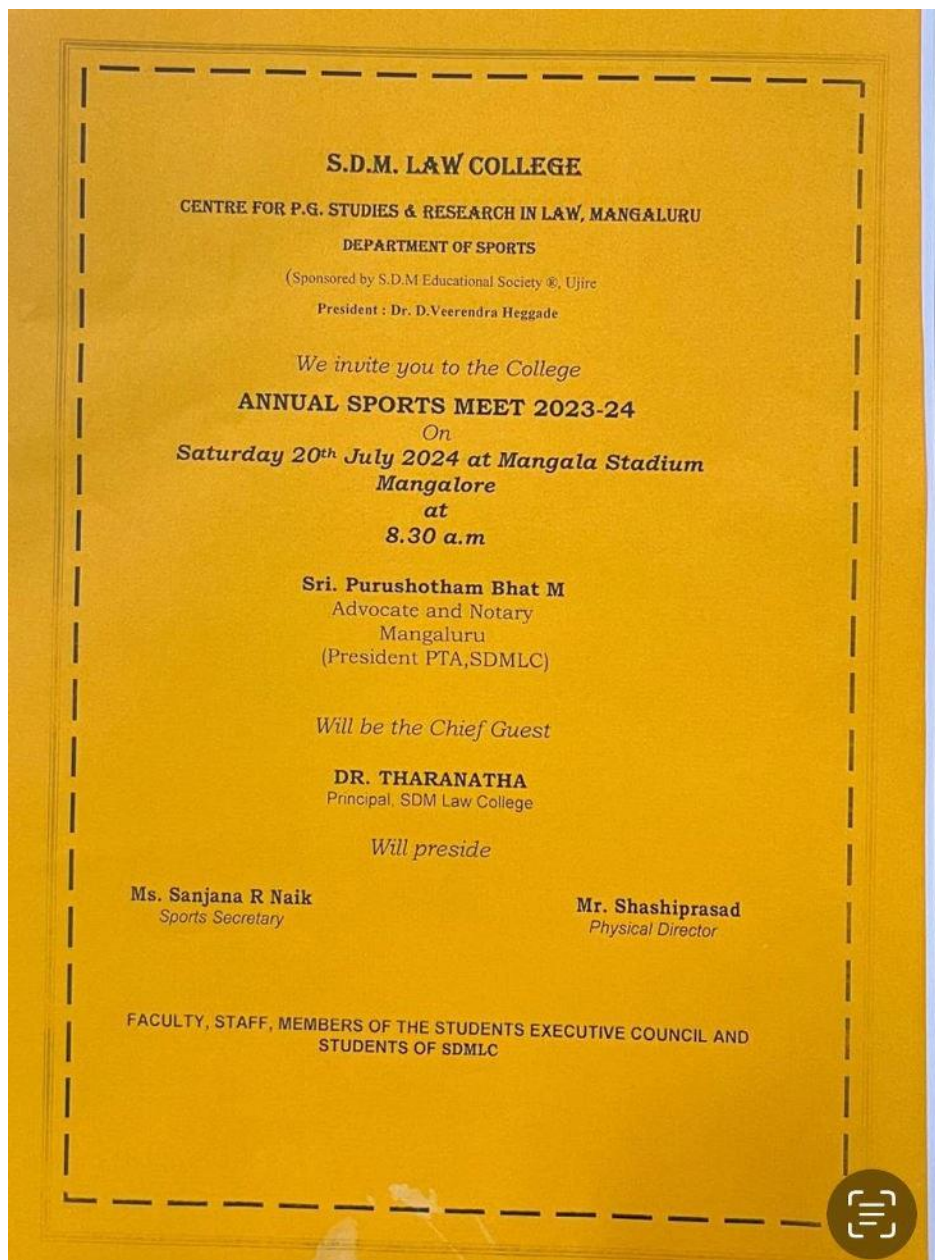 S.D.M. LAW COLLEGE
CENTRE FOR P.G. STUDIES & RESEARCH IN LAW, MANGALURU
DEPARTMENT OF SPORTS
(Sponsored by S.D.M Educational Society ®, Ujire
President : Dr. D.Veerendra Heggade
We invite you to the College
ANNUAL SPORTS MEET 2023-24
On
Saturday 20th July 2024 at Mangala Stadium
Mangalore
at
8.30 a.m
Sri. Purushotham Bhat M
Advocate and Notary
Mangaluru
(President PTA,SDMLC)
Will be the Chief Guest
DR. THARANATHA
Principal, SDM Law College
Will preside
Ms. Sanjana R Naik
Sports Secretary
Mr. Shashiprasad
Physical Director
FACULTY, STAFF, MEMBERS OF THE STUDENTS EXECUTIVE COUNCIL AND
STUDENTS OF SDMLC